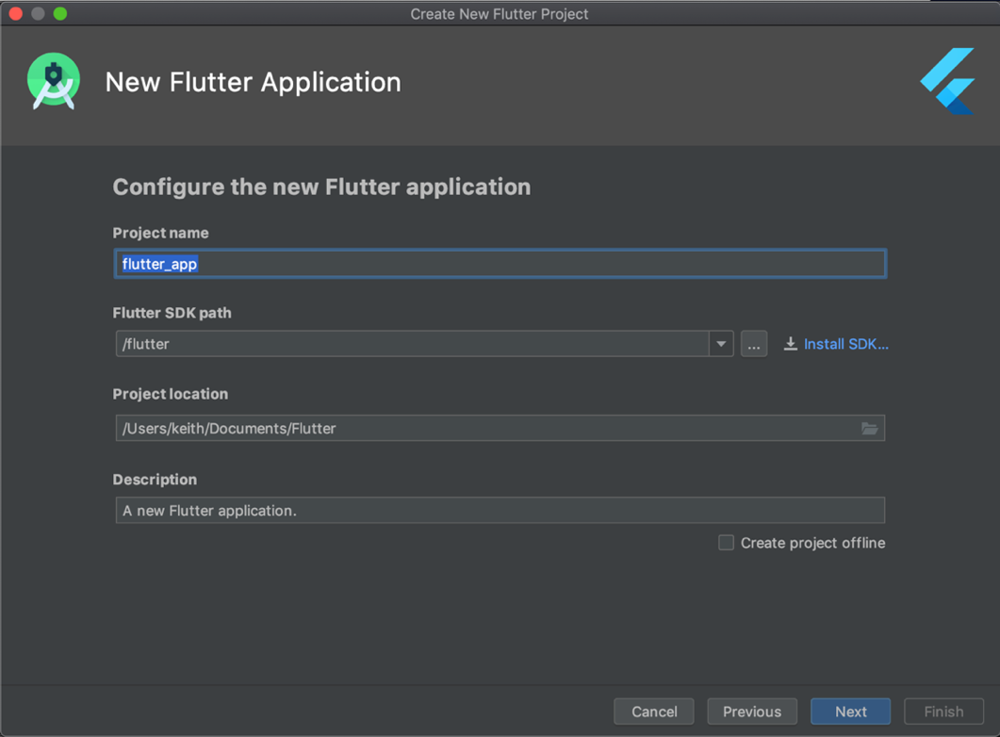 Create New Flutter Project
New Flutter Application
Configure the new Flutter application
Project name
flutter_app
Flutter SDK path
/flutter ... Install SDK...
Project location
/Users/keith/Documents/Flutter
Description
A new Flutter application.
Create project offline
Cancel Previous Next Finish